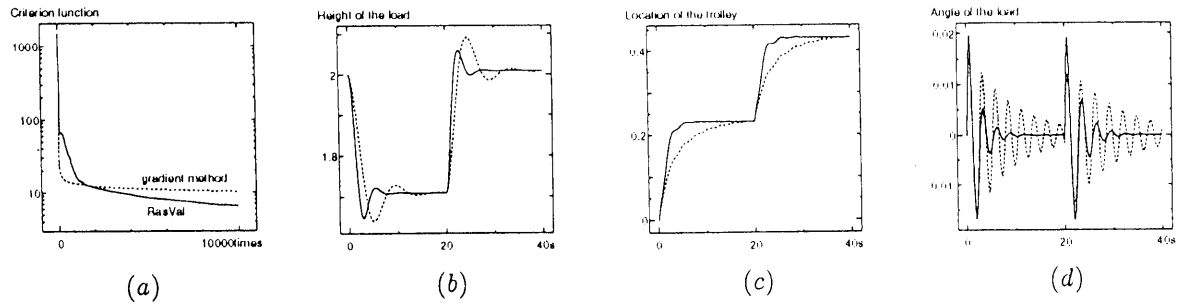 Criterion function
1000
100
10
gradient method
RasVal
0
10000times
(a)
Height of the load
2
1.8
0
20
40s
(b)
Location of the trolley
0.4
0.2
0
0
20
40s
(c)
Angle of the load
0.02
0.01
0
0.01
0
20
40s
(d)